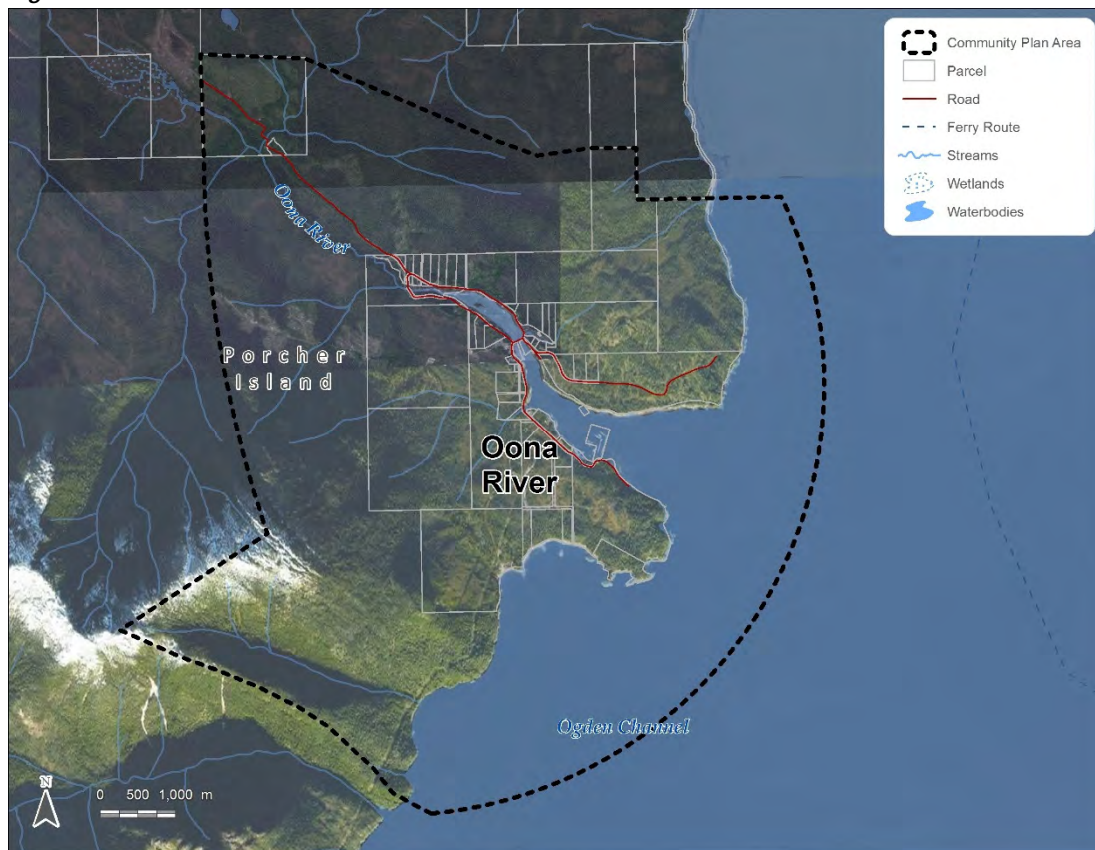 Community Plan Area
Parcel
Road
Ferry Route
Streams
Wetlands
Waterbodies
Oona River
Porcher
Island
Oona
River
Ogden Channel
N
0 500 1,000 m